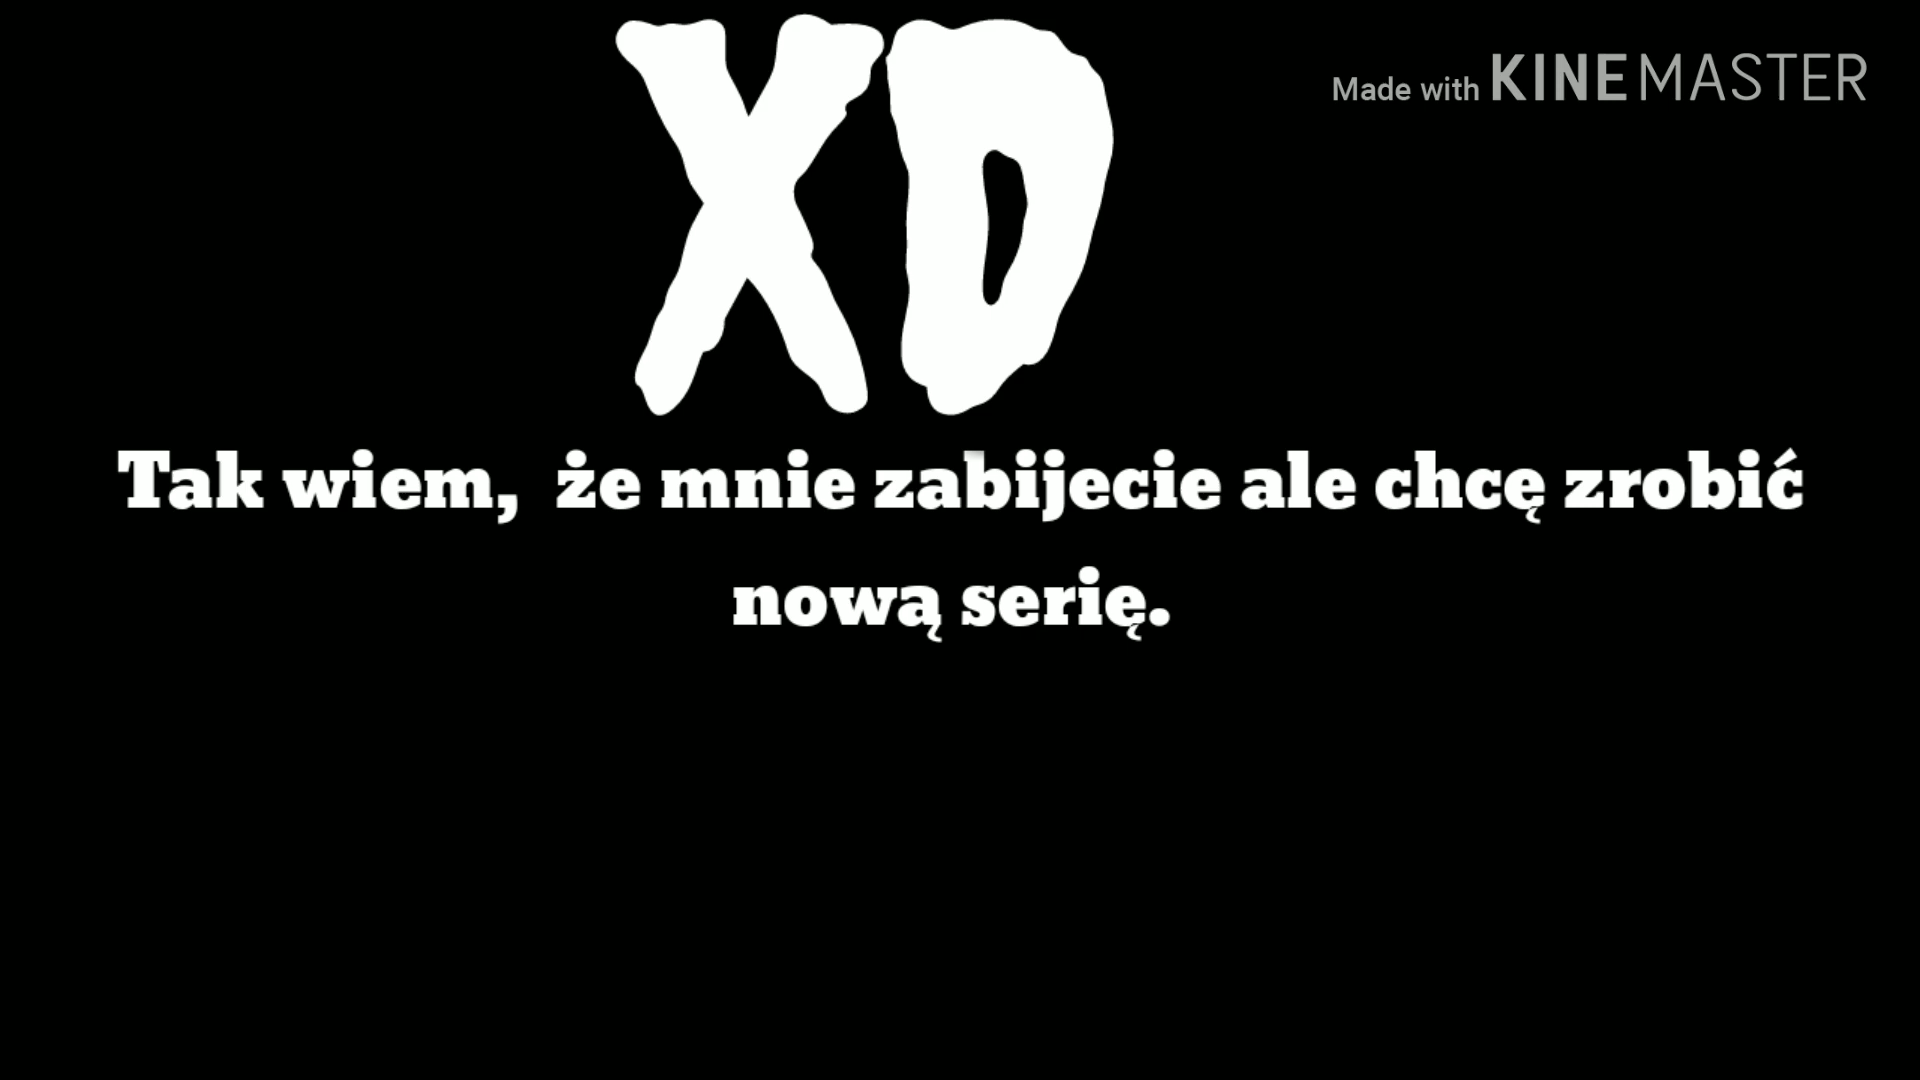 XD
Made with KINEMASTER
Tak wiem,  że mnie zabijecie ale chcę zrobić
nową serię.